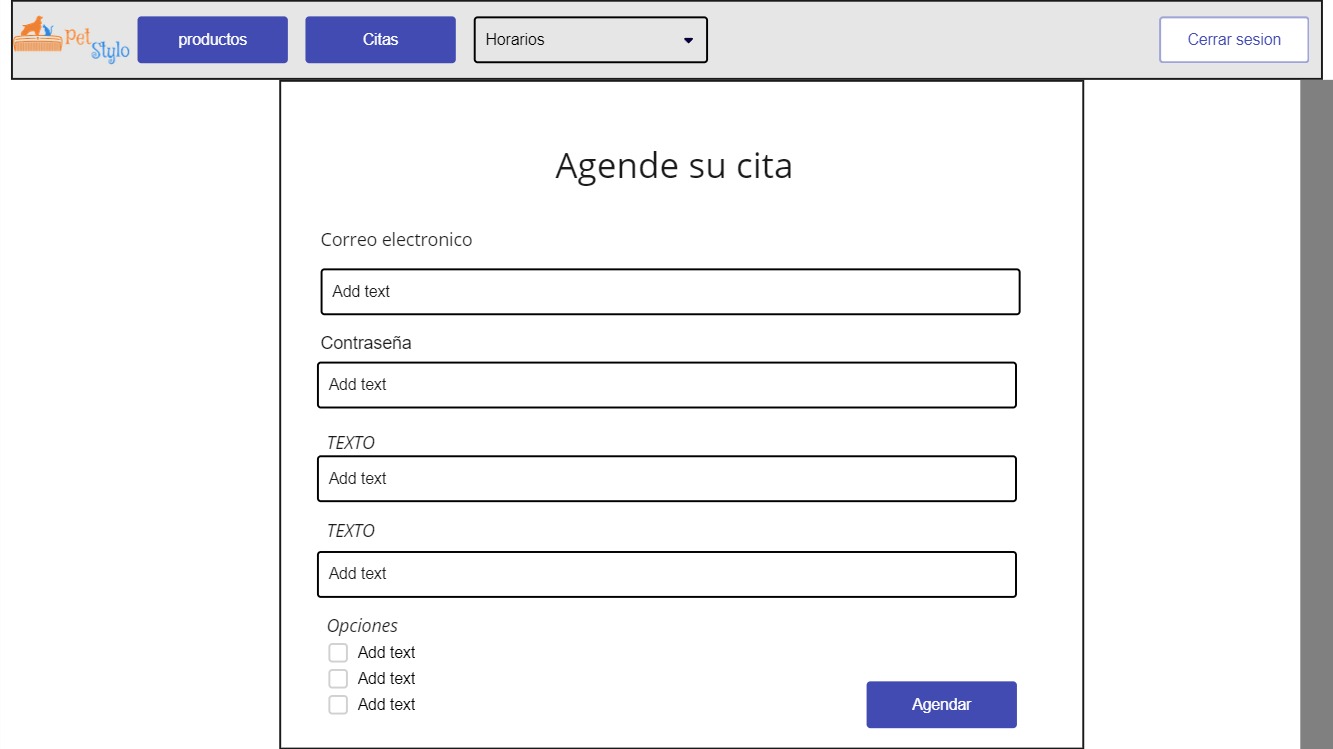 pet
Stylo
productos
Citas
Horarios
Cerrar sesion
Agende su cita
Correo electronico
Add text
Contraseña
Add text
TEXTO
Add text
TEXTO
Add text
Opciones
Add text
Add text
Add text
Agendar